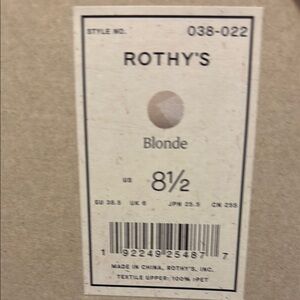 STYLE NO. 038-022
ROTHY'S
Blonde
US 8½
EU 38.5 UK 6 JPN 25.5 CN 255
1 92249 25487 7
MADE IN CHINA, ROTHY'S, INC.
TEXTILE UPPER: 100% rPET